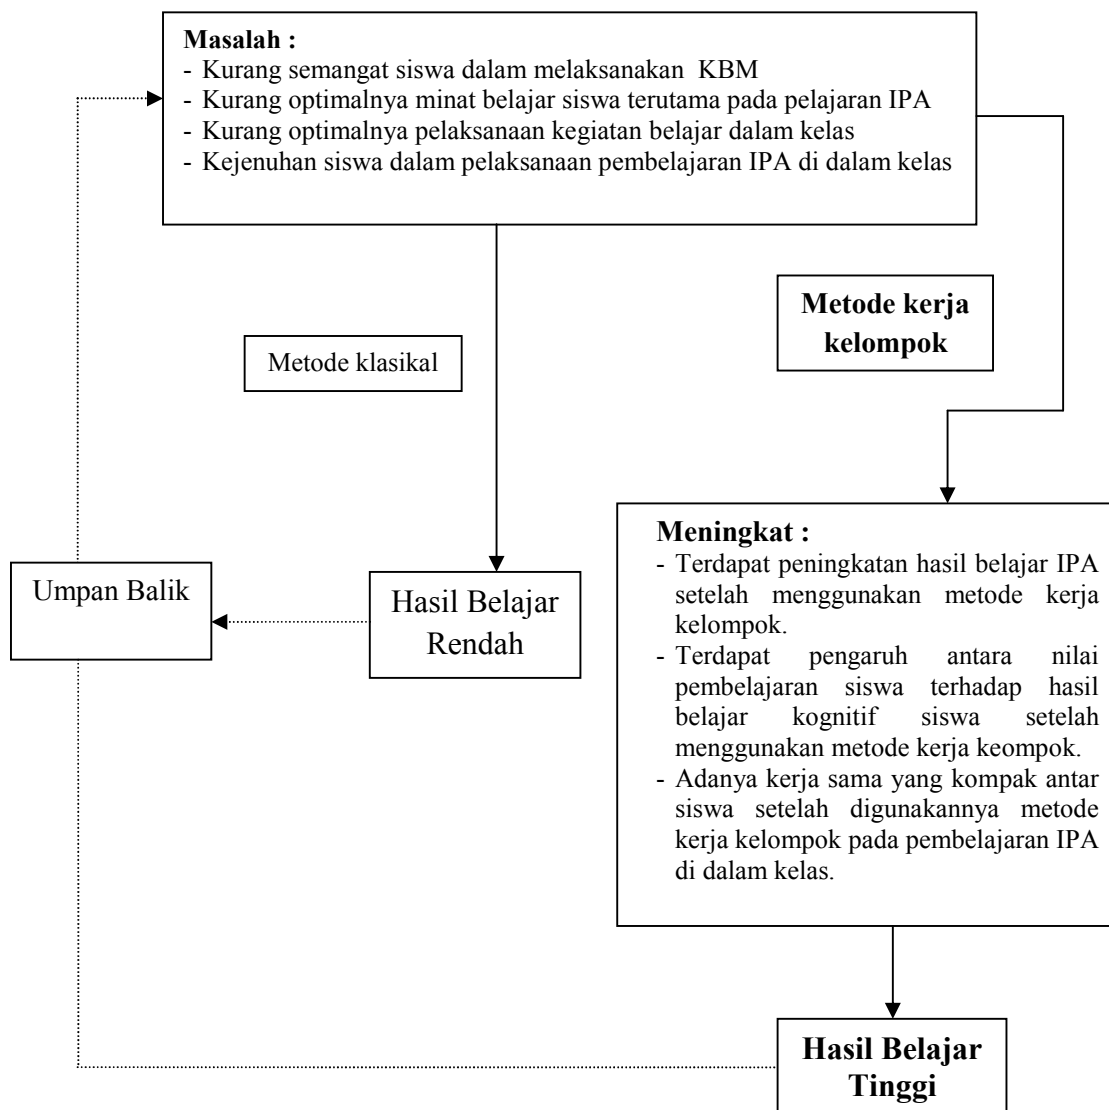 Masalah :
- Kurang semangat siswa dalam melaksanakan KBM
- Kurang optimalnya minat belajar siswa terutama pada pelajaran IPA
- Kurang optimalnya pelaksanaan kegiatan belajar dalam kelas
- Kejenuhan siswa dalam pelaksanaan pembelajaran IPA di dalam kelas
Metode kerja
kelompok
Metode klasikal
Meningkat :
- Terdapat peningkatan hasil belajar IPA
setelah menggunakan metode kerja
kelompok.
- Terdapat pengaruh antara nilai
pembelajaran siswa terhadap hasil
belajar kognitif siswa setelah
menggunakan metode kerja keompok.
- Adanya kerja sama yang kompak antar
siswa setelah digunakannya metode
kerja kelompok pada pembelajaran IPA
di dalam kelas.
Umpan Balik
Hasil Belajar
Rendah
Hasil Belajar
Tinggi